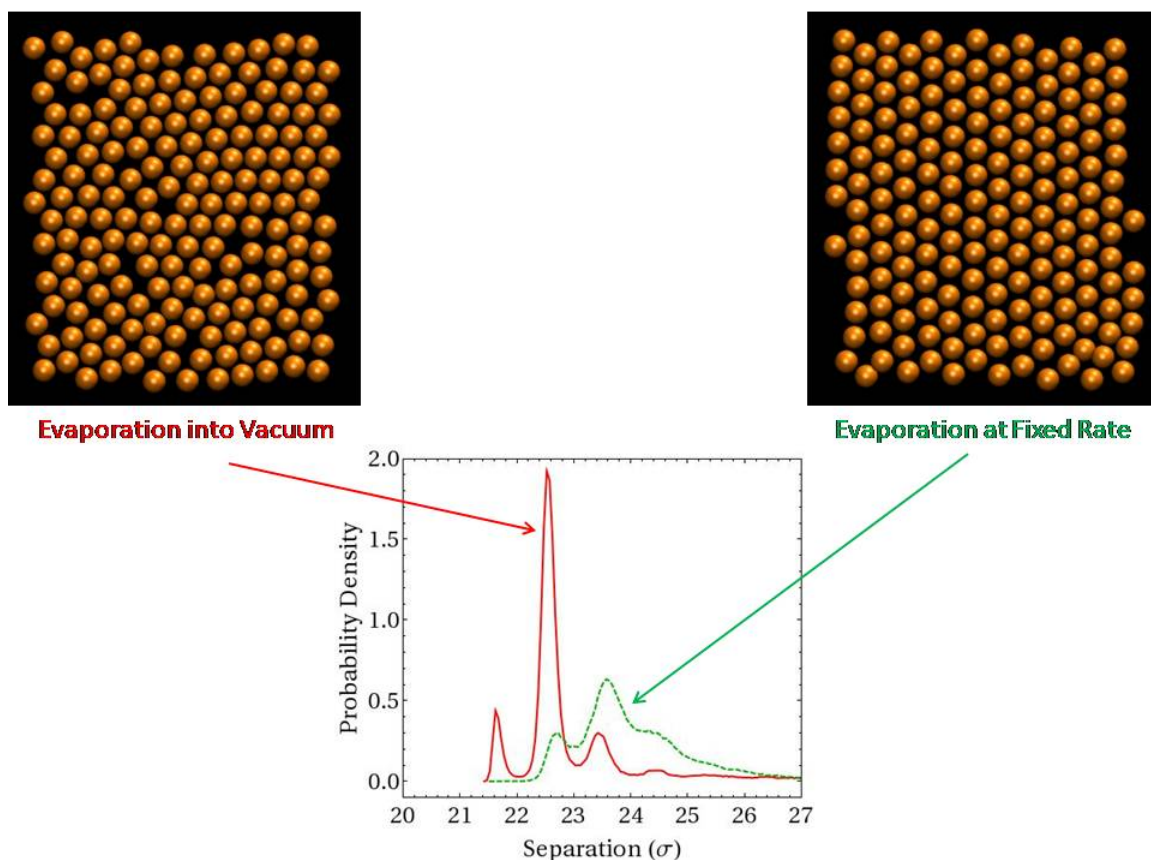 Evaporation into Vacuum
Evaporation at Fixed Rate
2.0
1.5
1.0
0.5
0.0
Probability Density
20 21 22 23 24 25 26 27
Separation (σ)